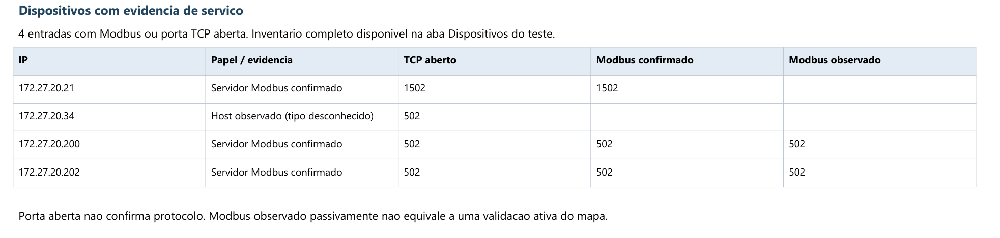 Dispositivos com evidencia de servico
4 entradas com Modbus ou porta TCP aberta. Inventario completo disponivel na aba Dispositivos do teste.
IP Papel / evidencia TCP aberto Modbus confirmado Modbus observado
172.27.20.21 Servidor Modbus confirmado 1502 1502
172.27.20.34 Host observado (tipo desconhecido) 502
172.27.20.200 Servidor Modbus confirmado 502 502 502
172.27.20.202 Servidor Modbus confirmado 502 502 502
Porta aberta nao confirma protocolo. Modbus observado passivamente nao equivale a uma validacao ativa do mapa.